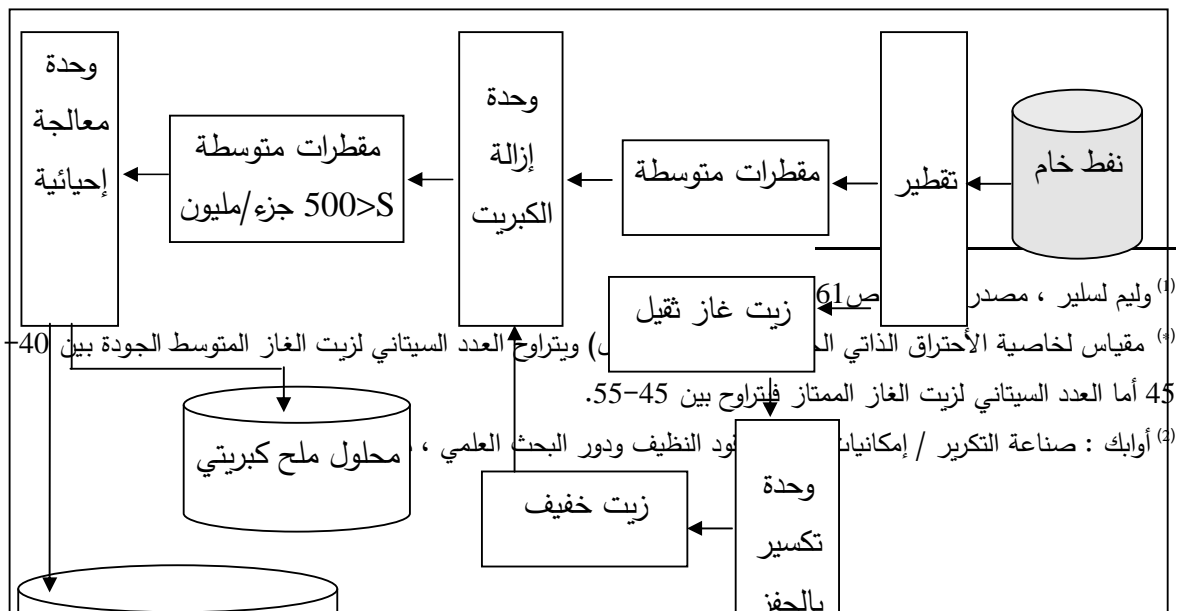 نفط خام
تقطير
مقطرات متوسطة
وحدة
إزالة
الكبريت
مقطرات متوسطة
500>S جزء/مليون
وحدة
معالجة
إحيائية
زيت غاز ثقيل
(1) وليم لسلير ، مصدر ص61
(*) مقياس لخاصية الأحتراق الذاتي ويتراوح العدد السيتاني لزيت الغاز المتوسط الجودة بين 40-
45 أما العدد السيتاني لزيت الغاز الممتاز فيتراوح بين 45-55.
(2) أوابك : صناعة التكرير / إمكانيات النظيف ودور البحث العلمي ،
محلول ملح كبريتي
زيت خفيف
وحدة
تكسير
بالحفز